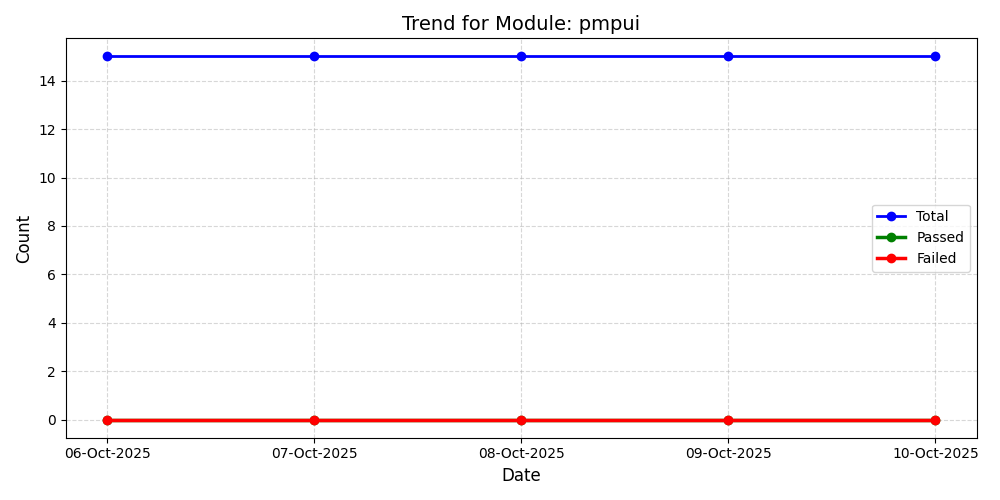 Trend for Module: pmpui
Count
14
12
10
8
6
4
2
0
Total
Passed
Failed
06-Oct-2025
07-Oct-2025
08-Oct-2025
09-Oct-2025
10-Oct-2025
Date